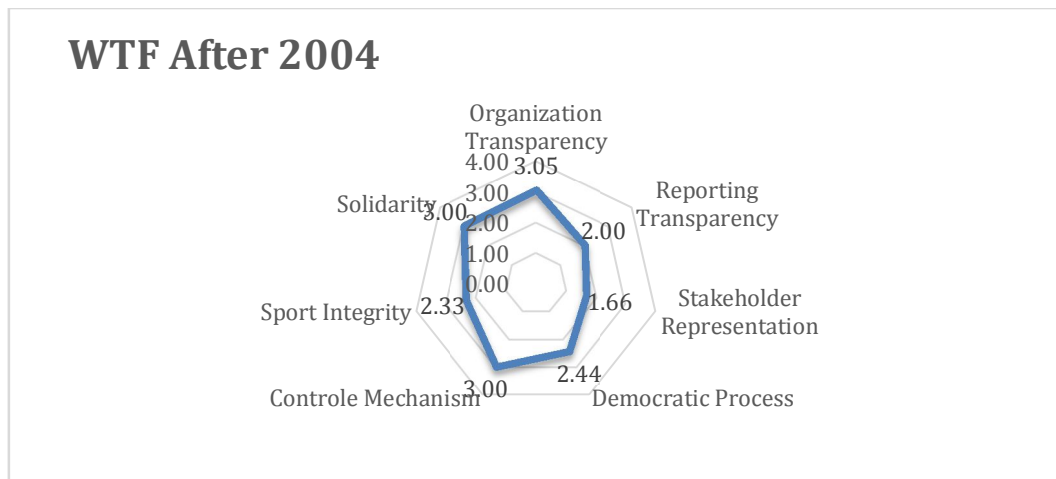 WTF After 2004
Organization
Transparency
4.00
3.05
3.00
Reporting
Transparency
Solidarity
3.00
2.00
2.00
1.00
0.00
Stakeholder
Representation
1.66
Sport Integrity
2.33
2.44
3.00
Controle Mechanism
Democratic Process